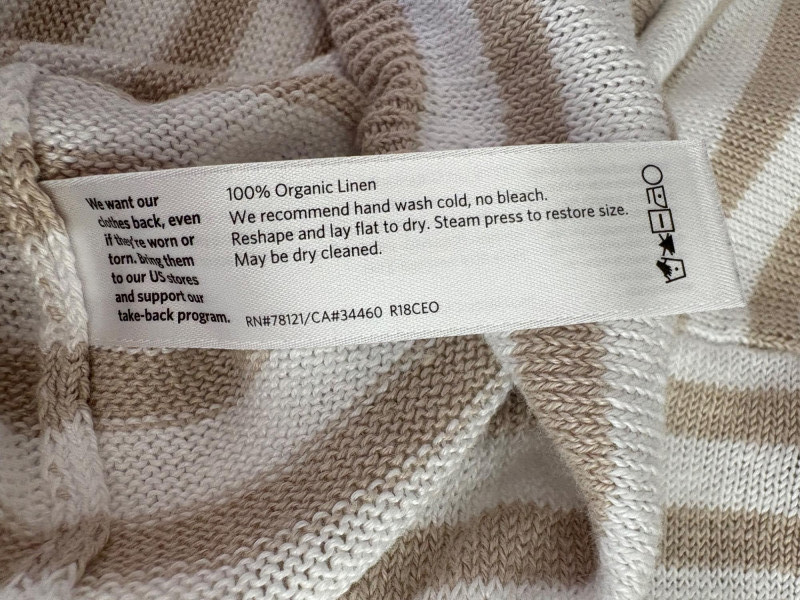 We want our
clothes back, even
if they're worn or
torn. Bring them
to our US stores
and support our
take-back program.
100% Organic Linen
We recommend hand wash cold, no bleach.
Reshape and lay flat to dry. Steam press to restore size.
May be dry cleaned.
RN#78121/CA#34460 R18CEO